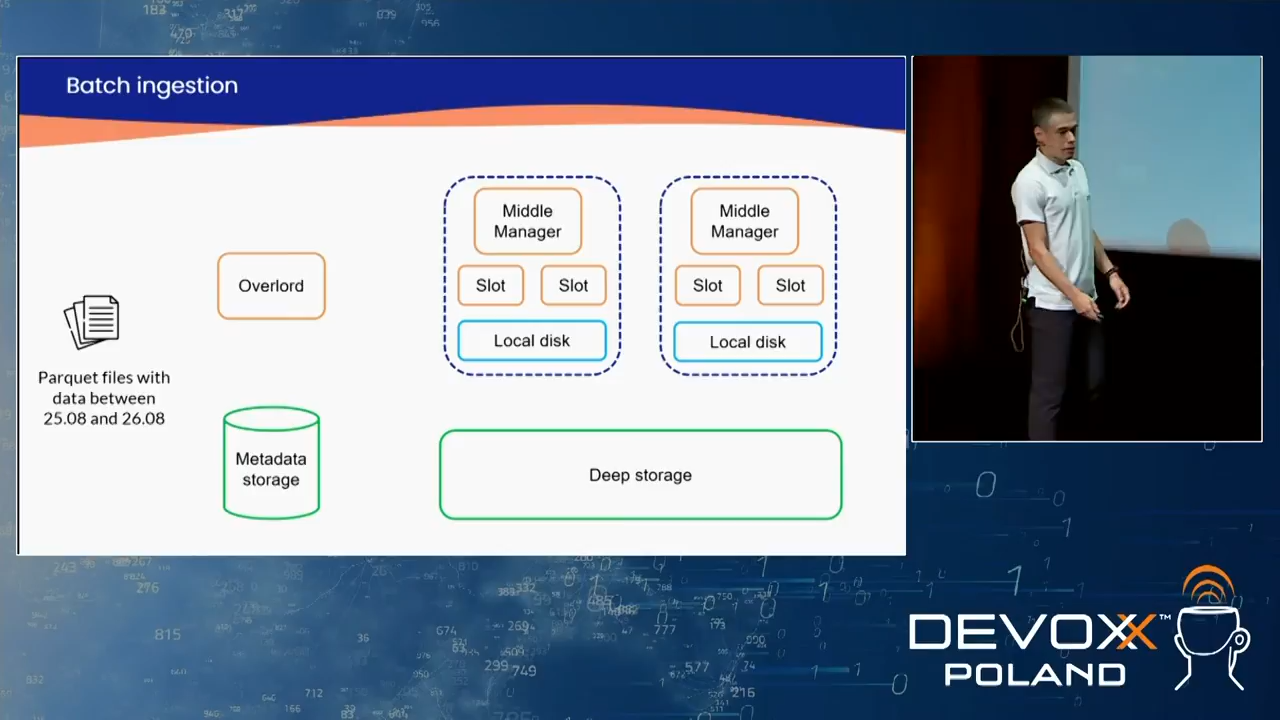 Batch ingestion
Middle
Manager
Middle
Manager
Overlord
Slot
Slot
Slot
Slot
Local disk
Local disk
Parquet files with
data between
25.08 and 26.08
Metadata
storage
Deep storage
DEVOXX™
POLAND